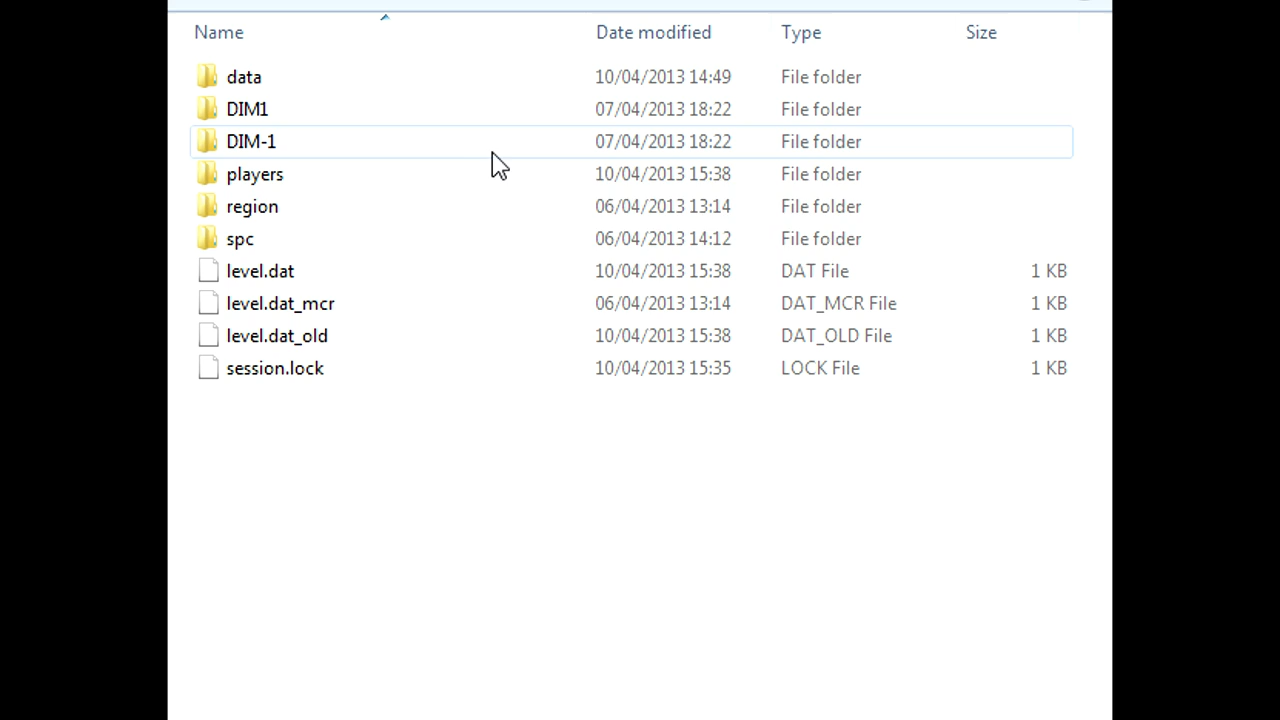 Name Date modified Type Size
data 10/04/2013 14:49 File folder
DIM1 07/04/2013 18:22 File folder
DIM-1 07/04/2013 18:22 File folder
players 10/04/2013 15:38 File folder
region 06/04/2013 13:14 File folder
spc 06/04/2013 14:12 File folder
level.dat 10/04/2013 15:38 DAT File 1 KB
level.dat_mcr 06/04/2013 13:14 DAT_MCR File 1 KB
level.dat_old 10/04/2013 15:38 DAT_OLD File 1 KB
session.lock 10/04/2013 15:35 LOCK File 1 KB